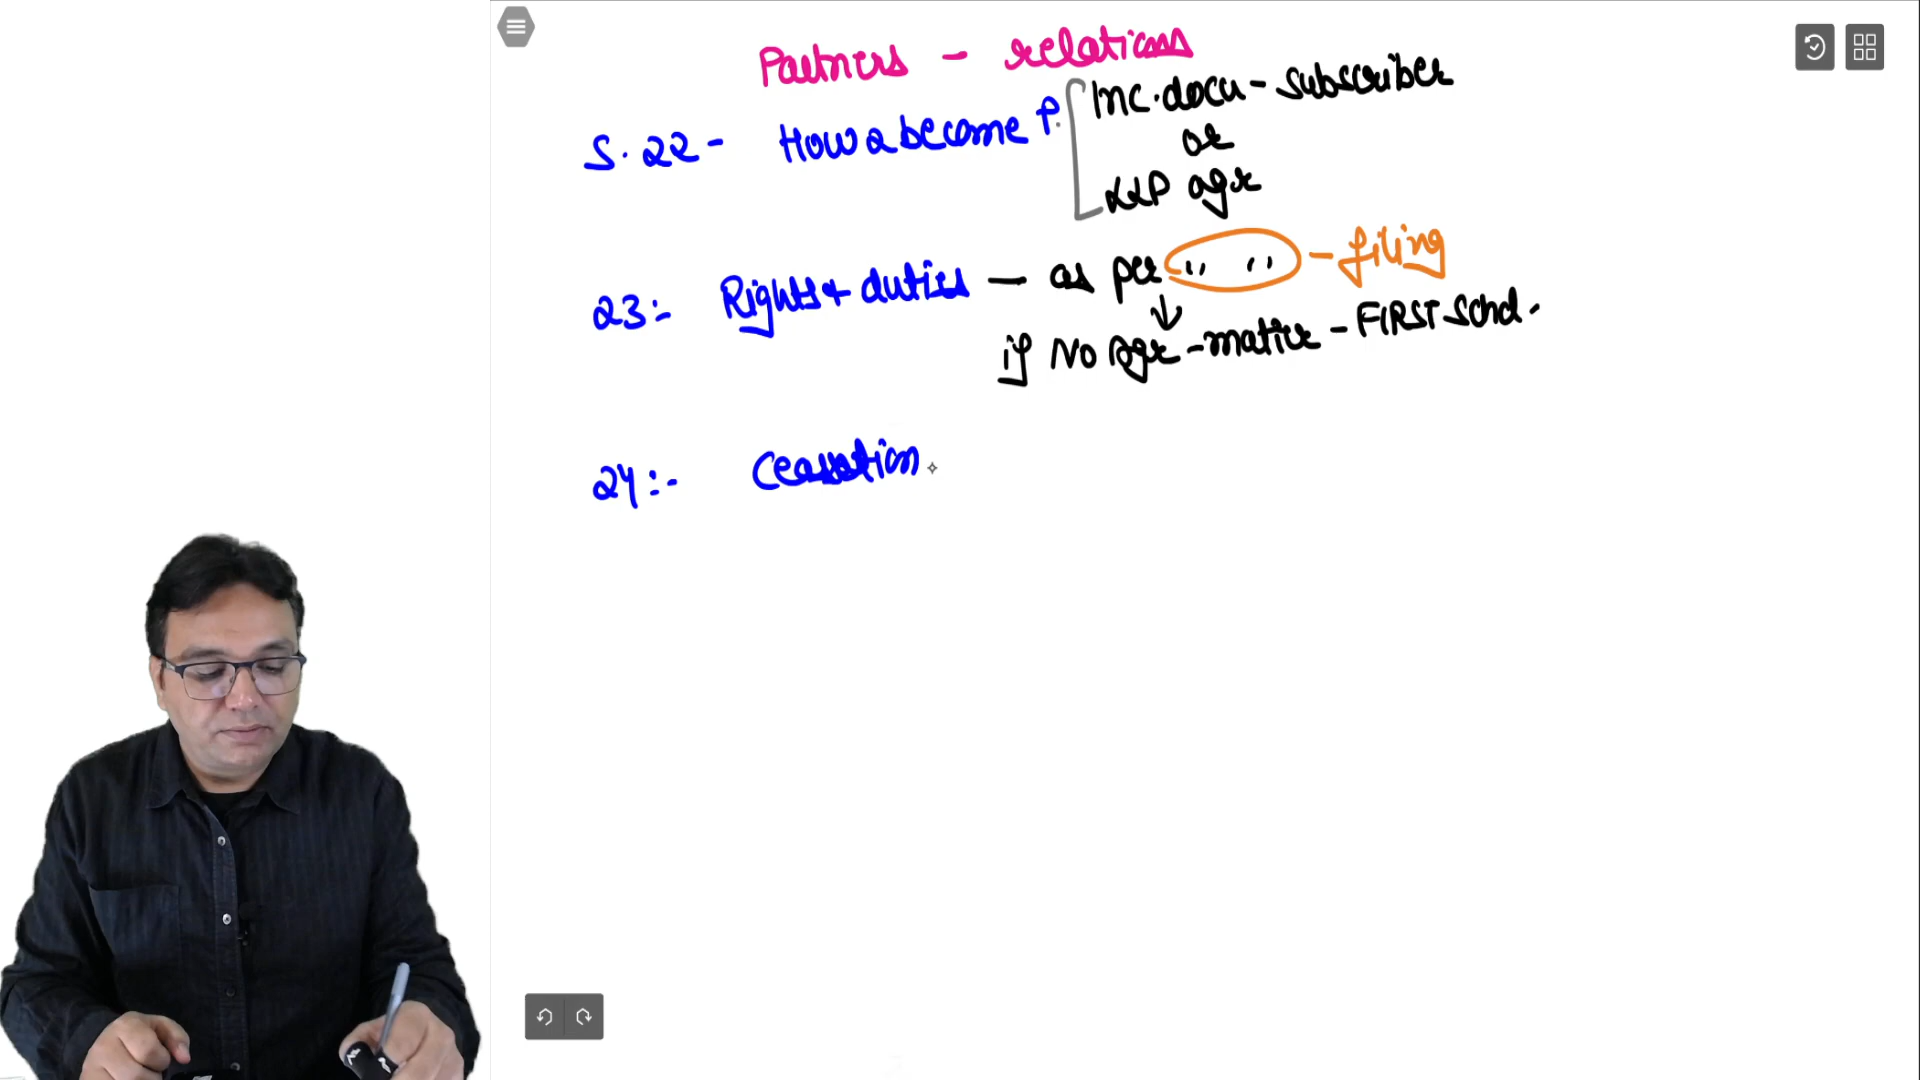 Partners - relations
S. 22 - How 2 become P.
Inc. docu - subscriber
or
LLP agr
23:- Rights + duties - as per " " - filing
if No Agr - matter - FIRST Schd.
24:- Cessation